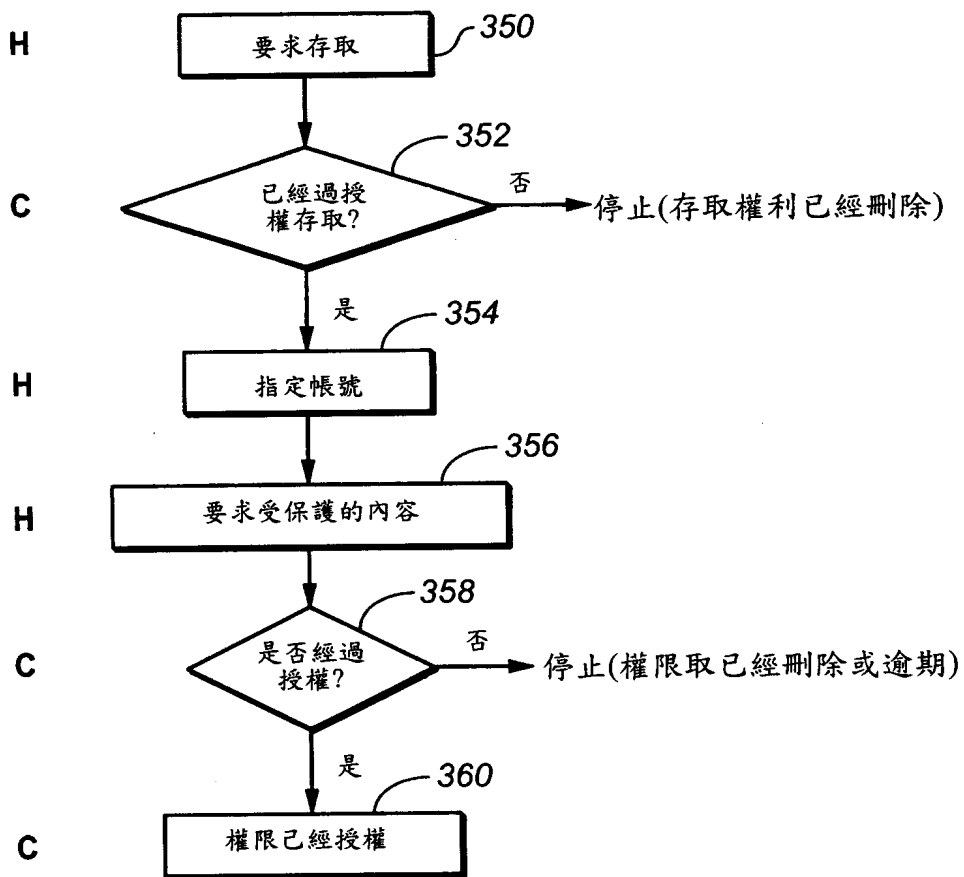 H
要求存取
350
352
C
已經過授
權存取?
否
停止(存取權利已經刪除)
是
354
H
指定帳號
356
H
要求受保護的內容
358
C
是否經過
授權?
否
停止(權限取已經刪除或逾期)
是
360
C
權限已經授權